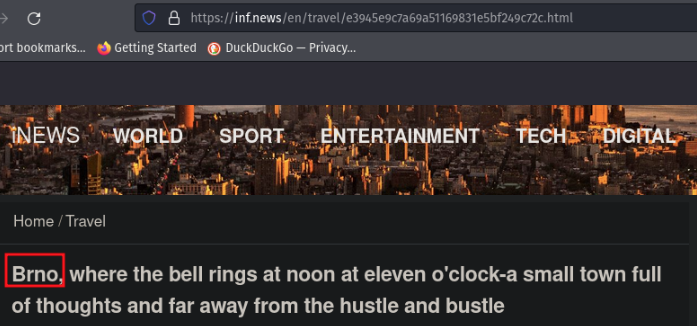 https://inf.news/en/travel/e3945e9c7a69a51169831e5bf249c72c.html
ort bookmarks... Getting Started DuckDuckGo — Privacy...
INEWS WORLD SPORT ENTERTAINMENT TECH DIGITAL
Home / Travel
Brno, where the bell rings at noon at eleven o'clock-a small town full
of thoughts and far away from the hustle and bustle